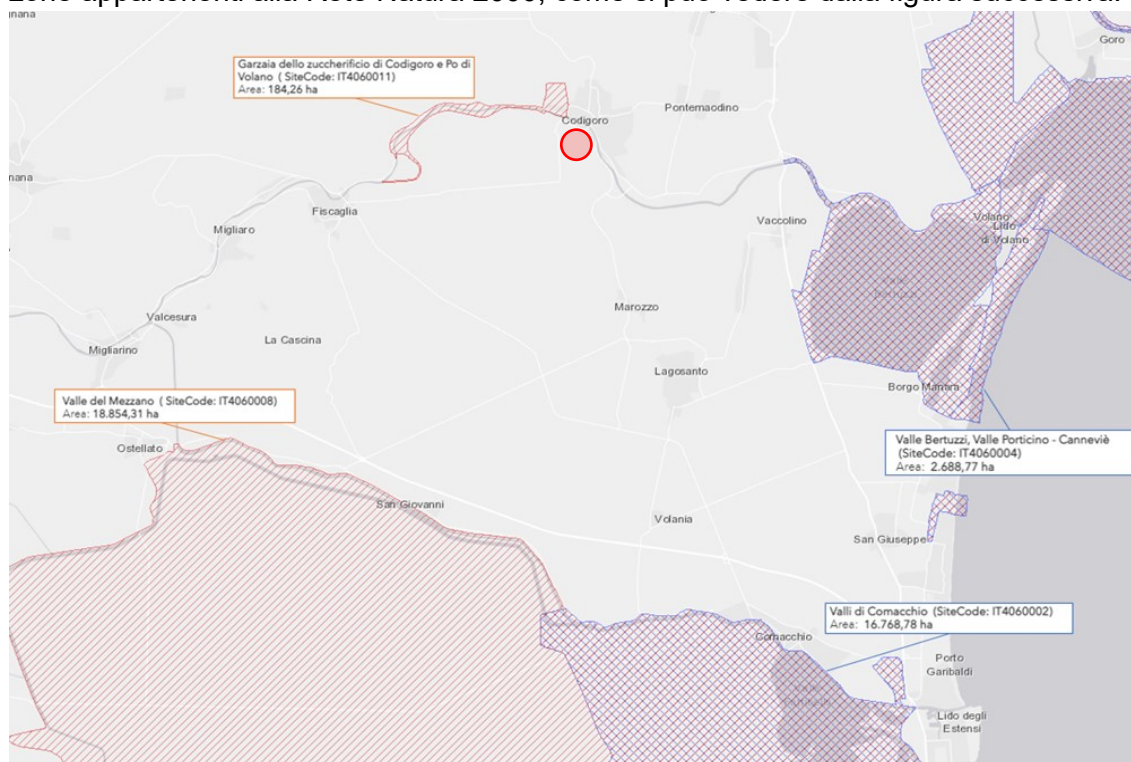 zone appartenenti alla Rete Natura 2000, come si può vedere dalla figura successiva.
gnana
Goro
Garzaia dello zuccherificio di Codigoro e Po di
Volano ( SiteCode: IT4060011)
Area: 184,26 ha
Pontemaodino
Codigoro
nana
Fiscaglia
Migliaro
Vaccolino
Volano
Lido
di Volano
Marozzo
Valcesura
La Cascina
Migliarino
Lagosanto
Borgo Manara
Valle del Mezzano ( SiteCode: IT4060008)
Area: 18.854,31 ha
Valle Bertuzzi, Valle Porticino - Canneviè
(SiteCode: IT4060004)
Area: 2.688,77 ha
Ostellato
San Giovanni
Volania
San Giuseppe
Valli di Comacchio (SiteCode: IT4060002)
Area: 16.768,78 ha
Comacchio
Porto
Garibaldi
Valle
Lido degli
Estensi